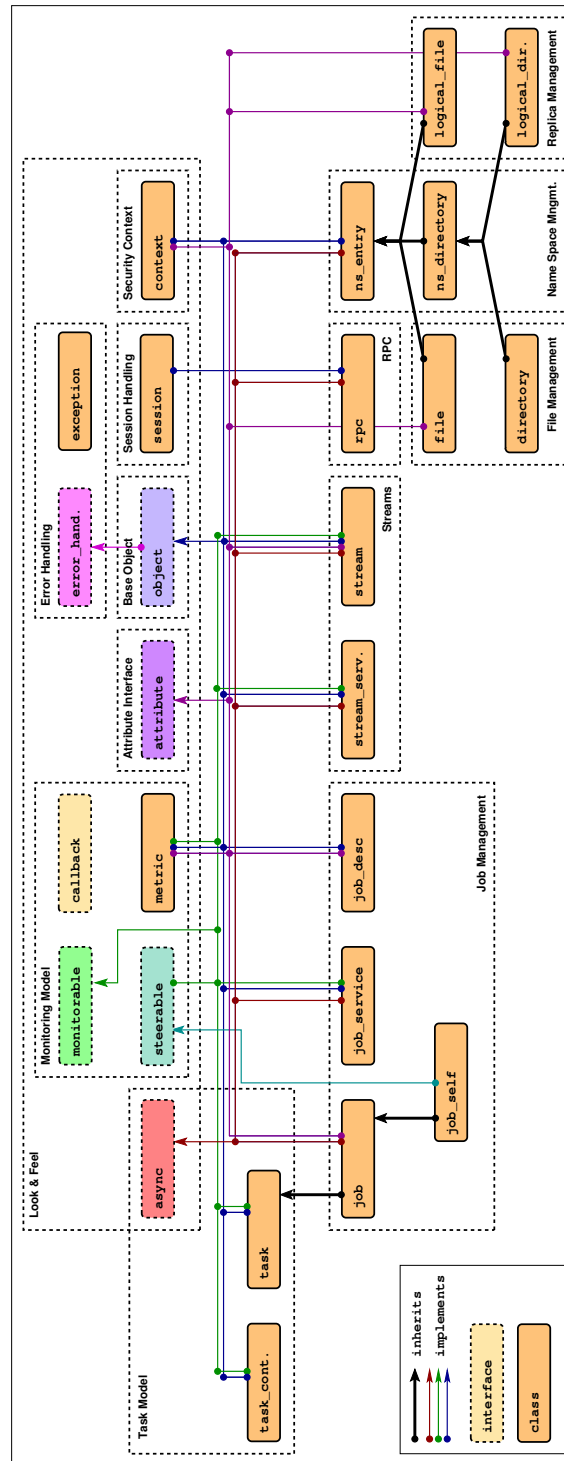 Look & Feel
Monitoring Model
Error Handling
monitorable
callback
error_hand.
exception
Attribute Interface
Base Object
Session Handling
Security Context
async
steerable
metric
attribute
object
session
context
Task Model
task_cont.
task
job
job_service
job_desc
stream_serv.
stream
rpc
ns_entry
Streams
RPC
job_self
Job Management
file
ns_directory
logical_file
directory
logical_dir.
File Management
Name Space Mngmt.
Replica Management
inherits
implements
interface
class